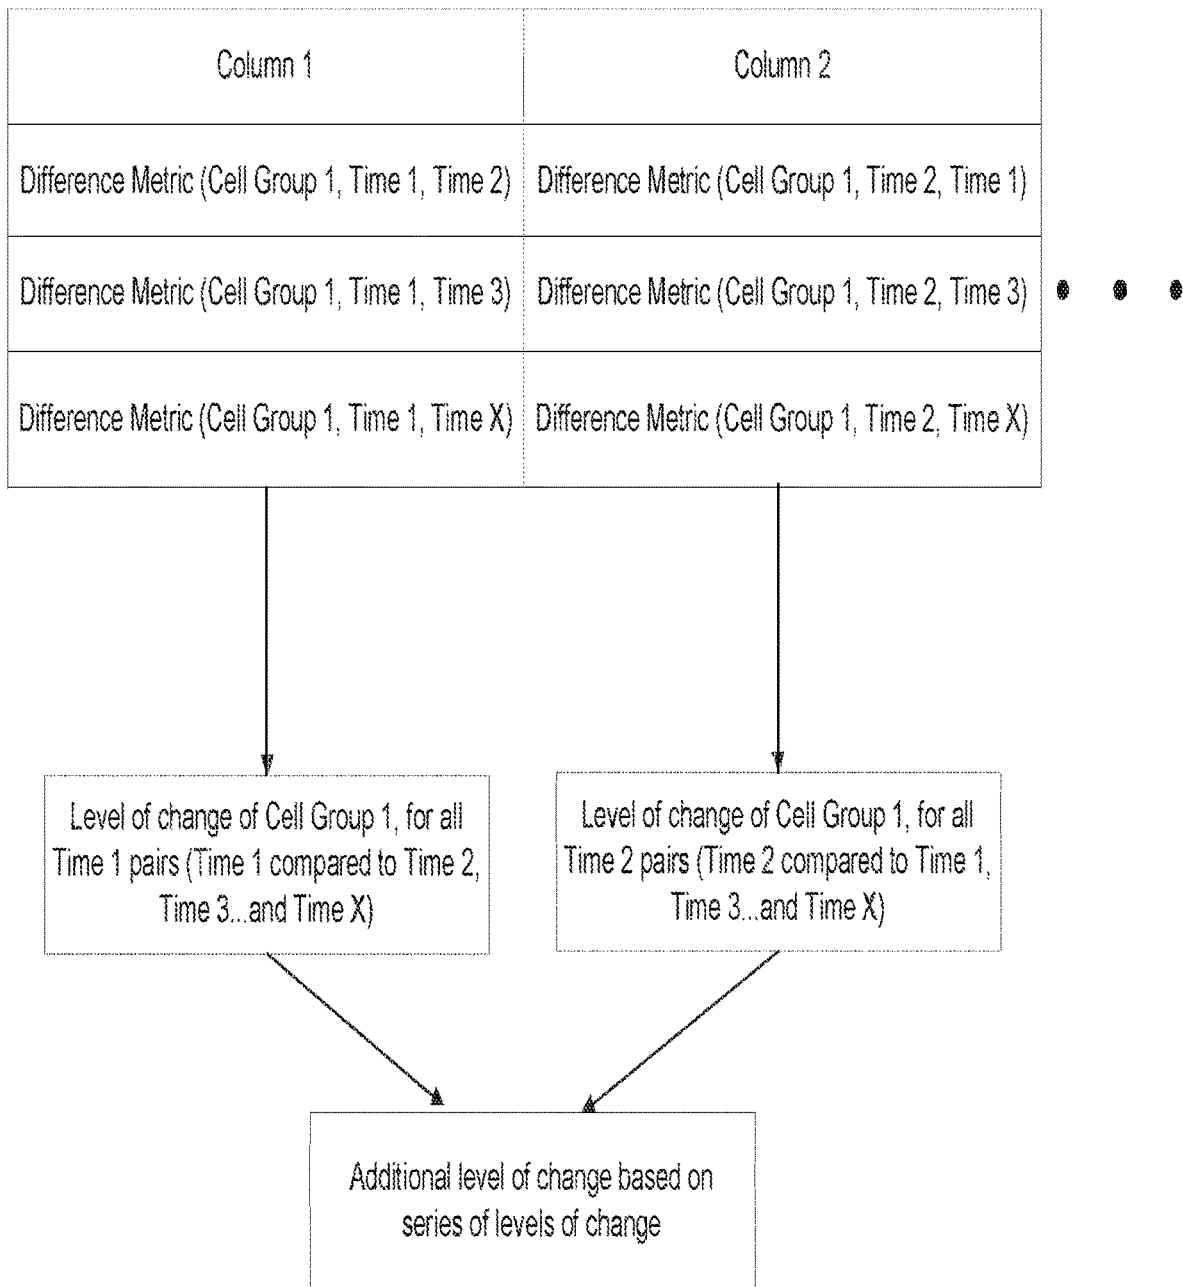 Column 1
Column 2
Difference Metric (Cell Group 1, Time 1, Time 2)
Difference Metric (Cell Group 1, Time 2, Time 1)
Difference Metric (Cell Group 1, Time 1, Time 3)
Difference Metric (Cell Group 1, Time 2, Time 3)
Difference Metric (Cell Group 1, Time 1, Time X)
Difference Metric (Cell Group 1, Time 2, Time X)
Level of change of Cell Group 1, for all
Time 1 pairs (Time 1 compared to Time 2,
Time 3...and Time X)
Level of change of Cell Group 1, for all
Time 2 pairs (Time 2 compared to Time 1,
Time 3...and Time X)
Additional level of change based on
series of levels of change